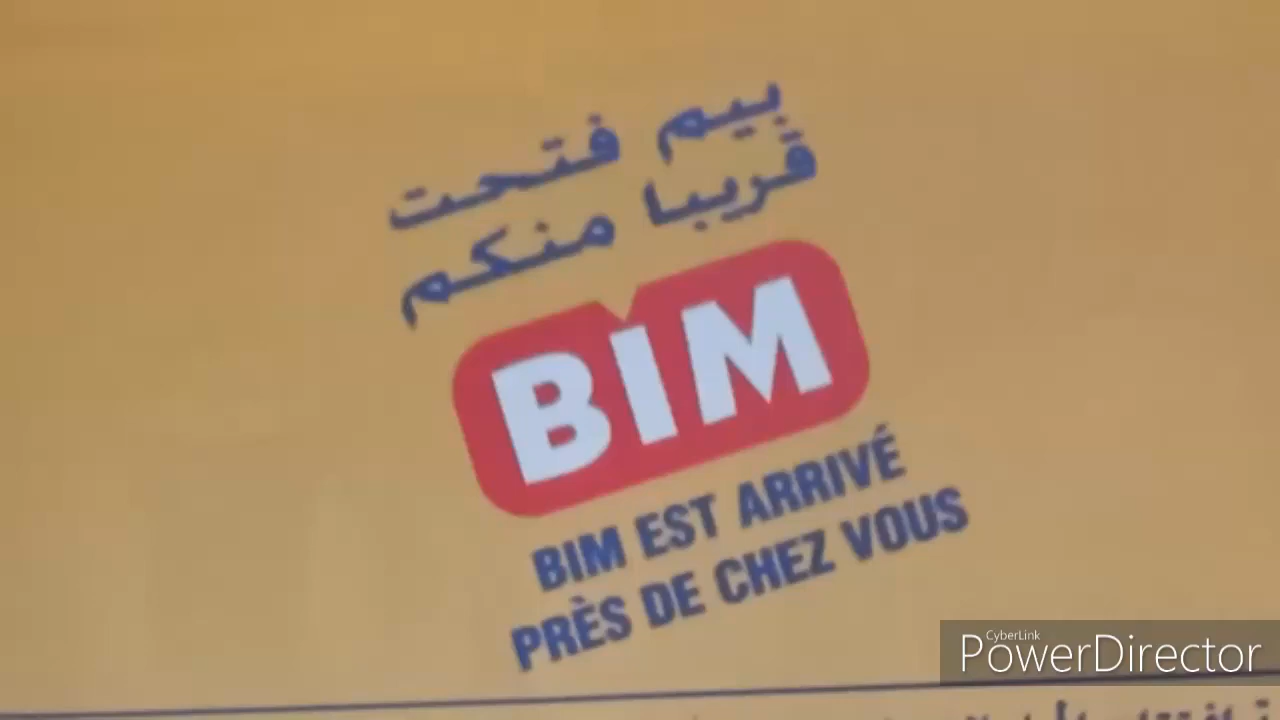 بيم فتحت
قريبا منكم
BIM
BIM EST ARRIVÉ
PRÈS DE CHEZ VOUS
CyberLink
PowerDirector